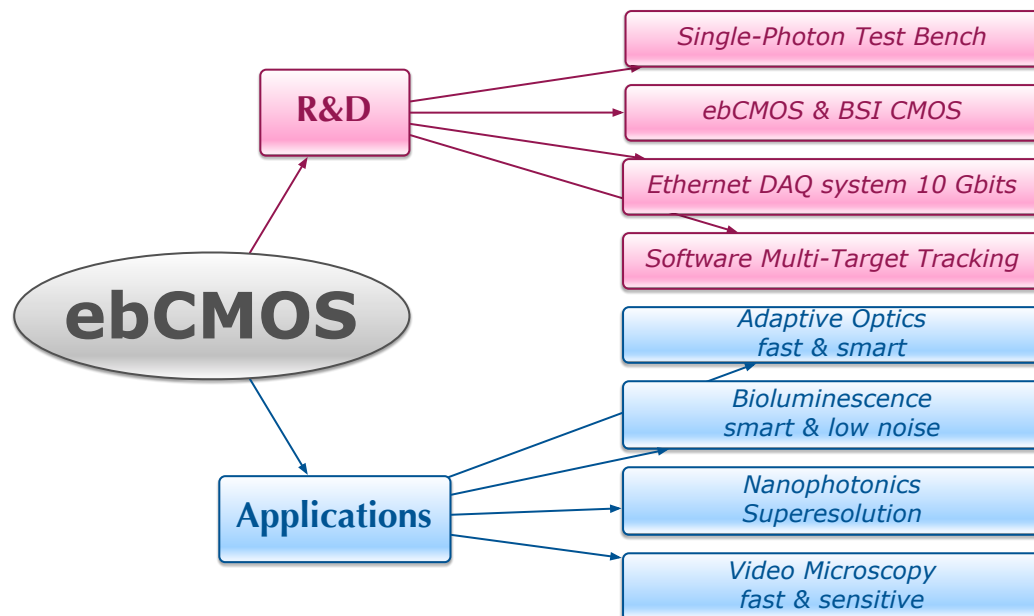 Single-Photon Test Bench
R&D
ebCMOS & BSI CMOS
Ethernet DAQ system 10 Gbits
Software Multi-Target Tracking
ebCMOS
Adaptive Optics
fast & smart
Bioluminescence
smart & low noise
Applications
Nanophotonics
Superesolution
Video Microscopy
fast & sensitive